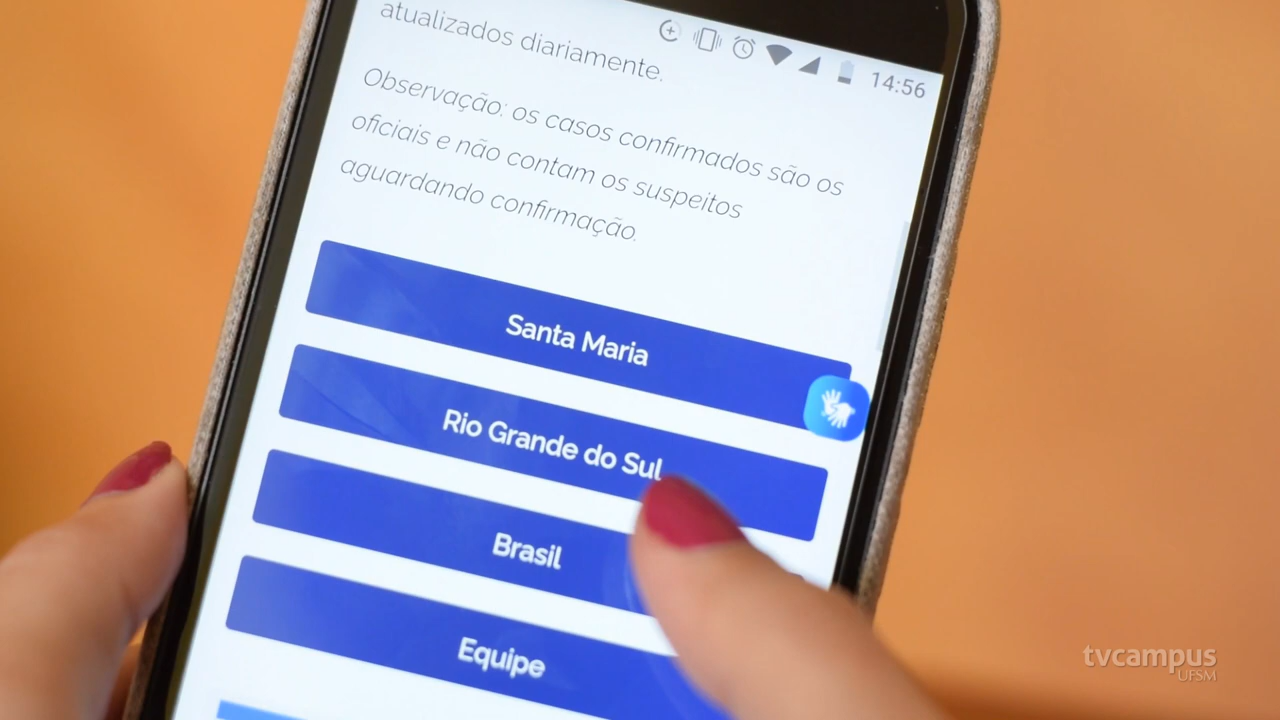 14:56
atualizados diariamente.
Observação: os casos confirmados são os
oficiais e não contam os suspeitos
aguardando confirmação.
Santa Maria
Rio Grande do Sul
Brasil
Equipe
tvcampus
UFSM